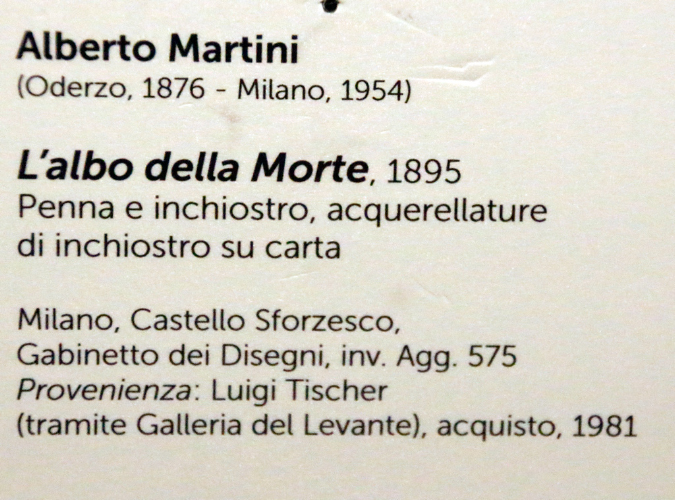 Alberto Martini
(Oderzo, 1876 - Milano, 1954)
L'albo della Morte, 1895
Penna e inchiostro, acquerellature
di inchiostro su carta
Milano, Castello Sforzesco,
Gabinetto dei Disegni, inv. Agg. 575
Provenienza: Luigi Tischer
(tramite Galleria del Levante), acquisto, 1981